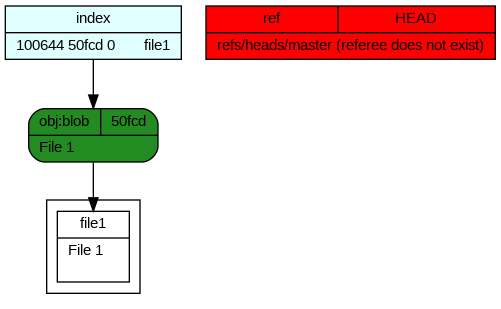 index
100644 50fcd 0 file1
ref HEAD
refs/heads/master (referee does not exist)
obj:blob 50fcd
File 1
file1
File 1